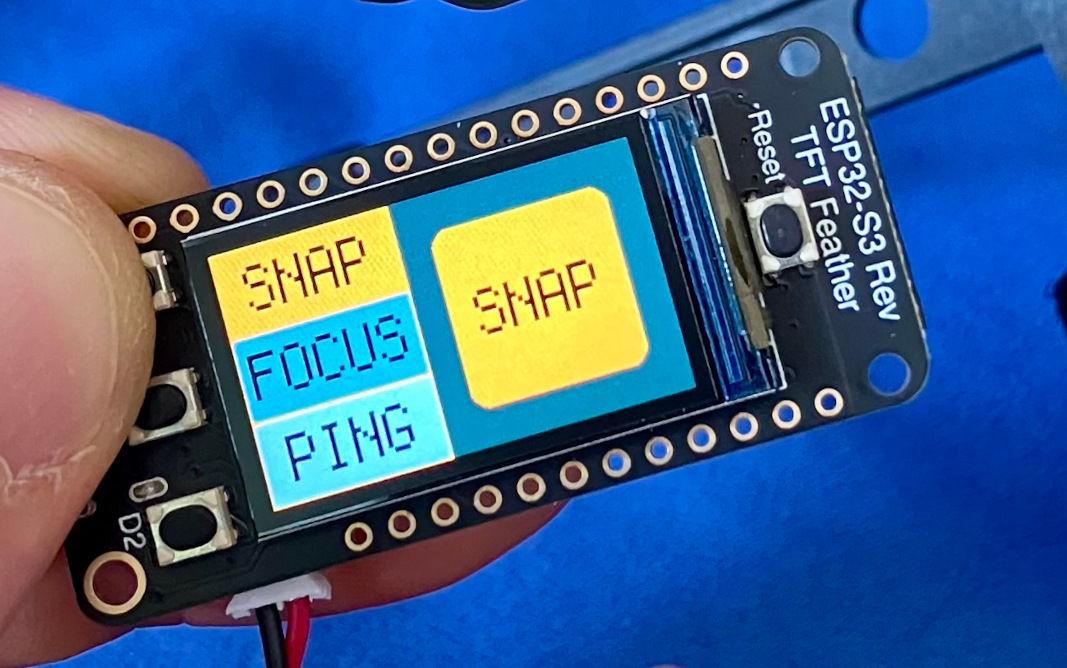 SNAP
FOCUS
PING
SNAP
Reset
ESP32-S3 Rev
TFT Feather
D2